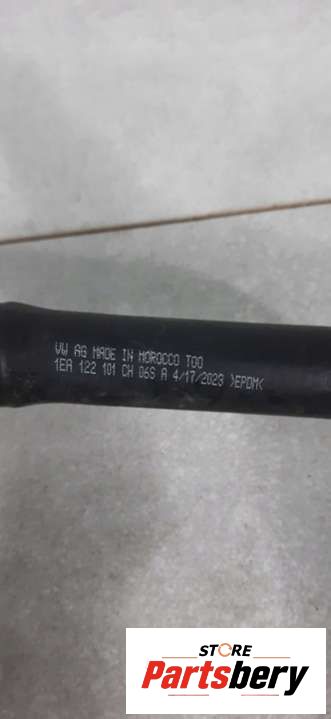 VW AG MADE IN MOROCCO TOO
1EA 122 101 CH 06S A 4/17/2023 >EPDM<
STORE
Partsbery